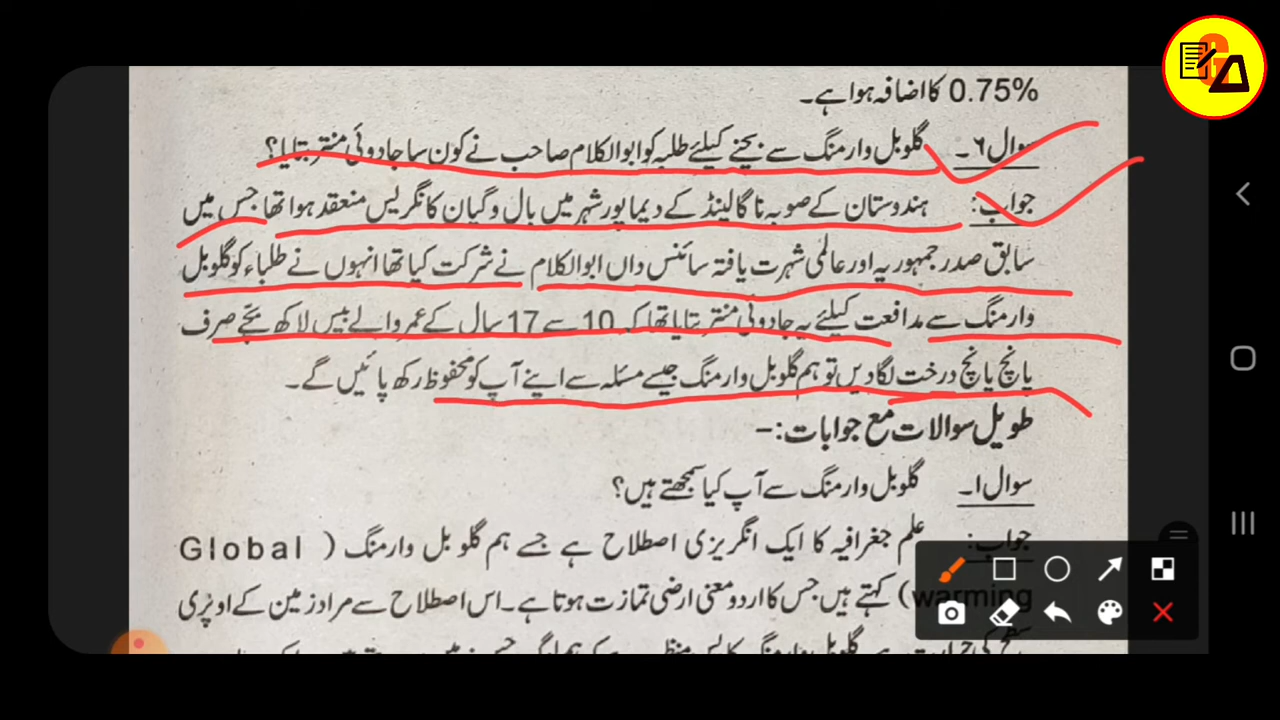 0.75% کا اضافہ ہوا ہے۔
سوال ۶۔ گلوبل وارمنگ سے بچنے کیلئے طلبہ کو ابوالکلام صاحب نے کون سا جادوئی منتر بتایا؟
جواب: ہندوستان کے صوبہ ناگالینڈ کے دیماپور شہر میں بال وگیان کانگریس منعقد ہوا تھا جس میں
سابق صدر جمہوریہ اور عالمی شہرت یافتہ سائنس داں ابوالکلام نے شرکت کیا تھا انہوں نے طلباء کو گلوبل
وارمنگ سے مدافعت کیلئے یہ جادوئی منتر بتایا تھا کہ 10 سے 17 سال کے عمر والے بیس لاکھ بچّے صرف
پانچ پانچ درخت لگا دیں تو ہم گلوبل وارمنگ جیسے مسئلہ سے اپنے آپ کو محفوظ رکھ پائیں گے۔
طویل سوالات مع جوابات:-
سوال ۱۔ گلوبل وارمنگ سے آپ کیا سمجھتے ہیں؟
جواب: علم جغرافیہ کا ایک انگریزی اصطلاح ہے جسے ہم گلوبل وارمنگ (Global
warming) کہتے ہیں جس کا اردو معنی ارضی تمازت ہوتا ہے۔ اس اصطلاح سے مراد زمین کے اوپری